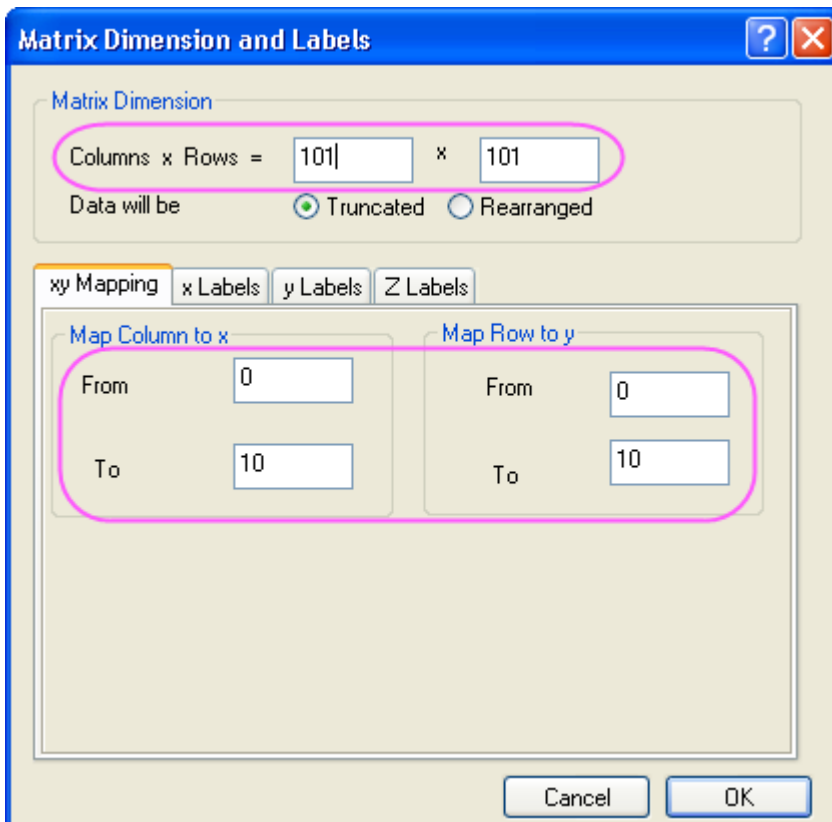 Matrix Dimension and Labels ?
Matrix Dimension
Columns x Rows = 101 x 101
Data will be Truncated Rearranged
xy Mapping x Labels y Labels Z Labels
Map Column to x Map Row to y
From 0 From 0
To 10 To 10
Cancel OK